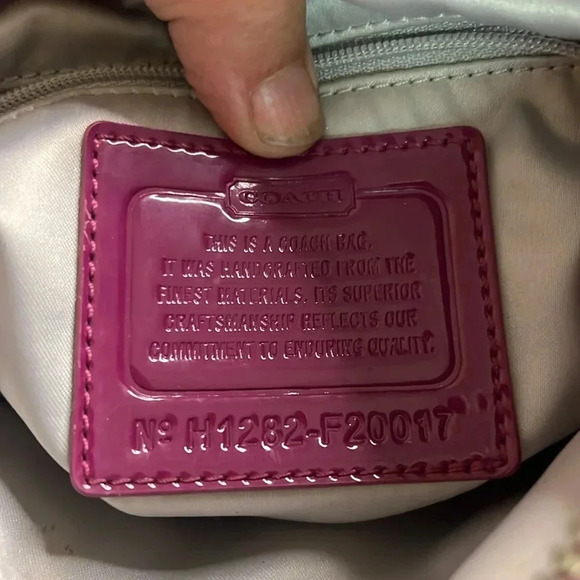 COACH
THIS IS A COACH BAG.
IT WAS HANDCRAFTED FROM THE
FINEST MATERIALS. ITS SUPERIOR
CRAFTSMANSHIP REFLECTS OUR
COMMITMENT TO ENDURING QUALITY.
Nº H1282-F20017